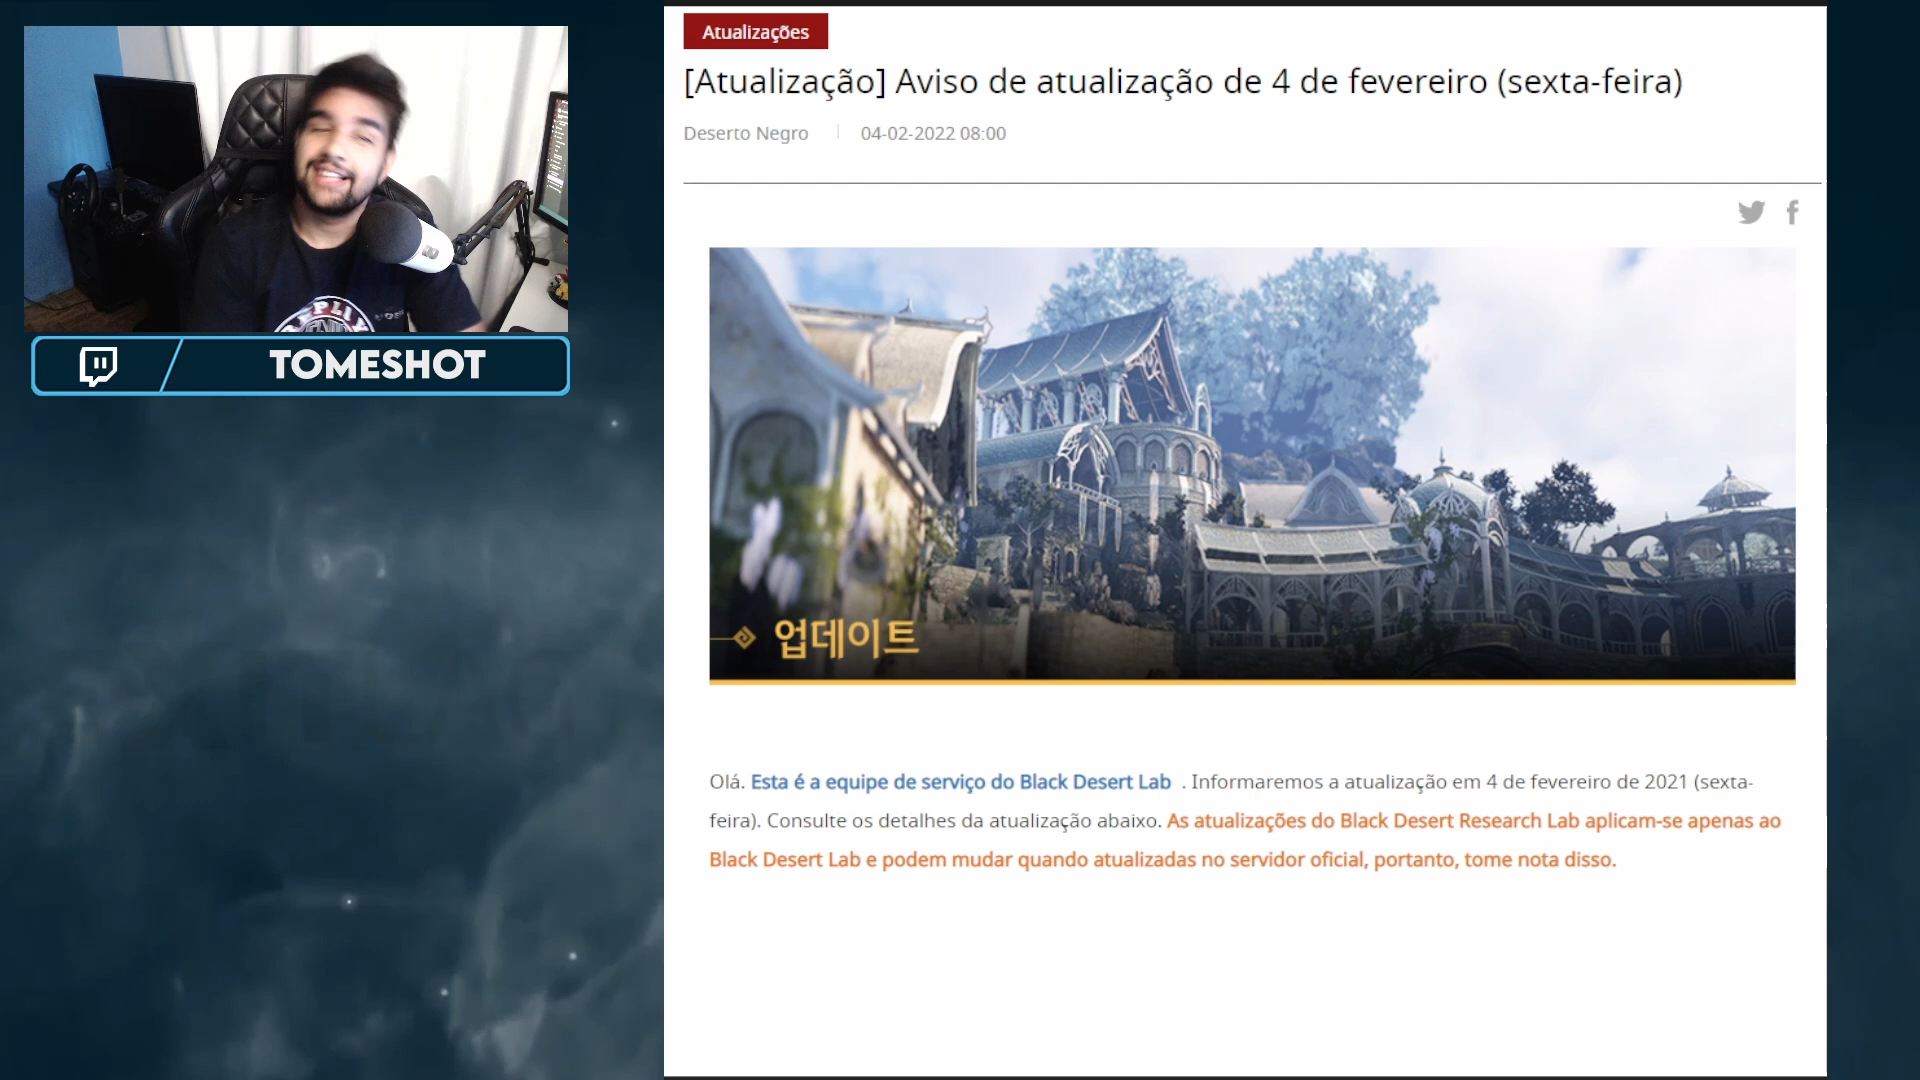 TOMESHOT
Atualizações
[Atualização] Aviso de atualização de 4 de fevereiro (sexta-feira)
Deserto Negro
04-02-2022 08:00
업데이트
Olá. Esta é a equipe de serviço do Black Desert Lab . Informaremos a atualização em 4 de fevereiro de 2021 (sexta-
feira). Consulte os detalhes da atualização abaixo. As atualizações do Black Desert Research Lab aplicam-se apenas ao
Black Desert Lab e podem mudar quando atualizadas no servidor oficial, portanto, tome nota disso.